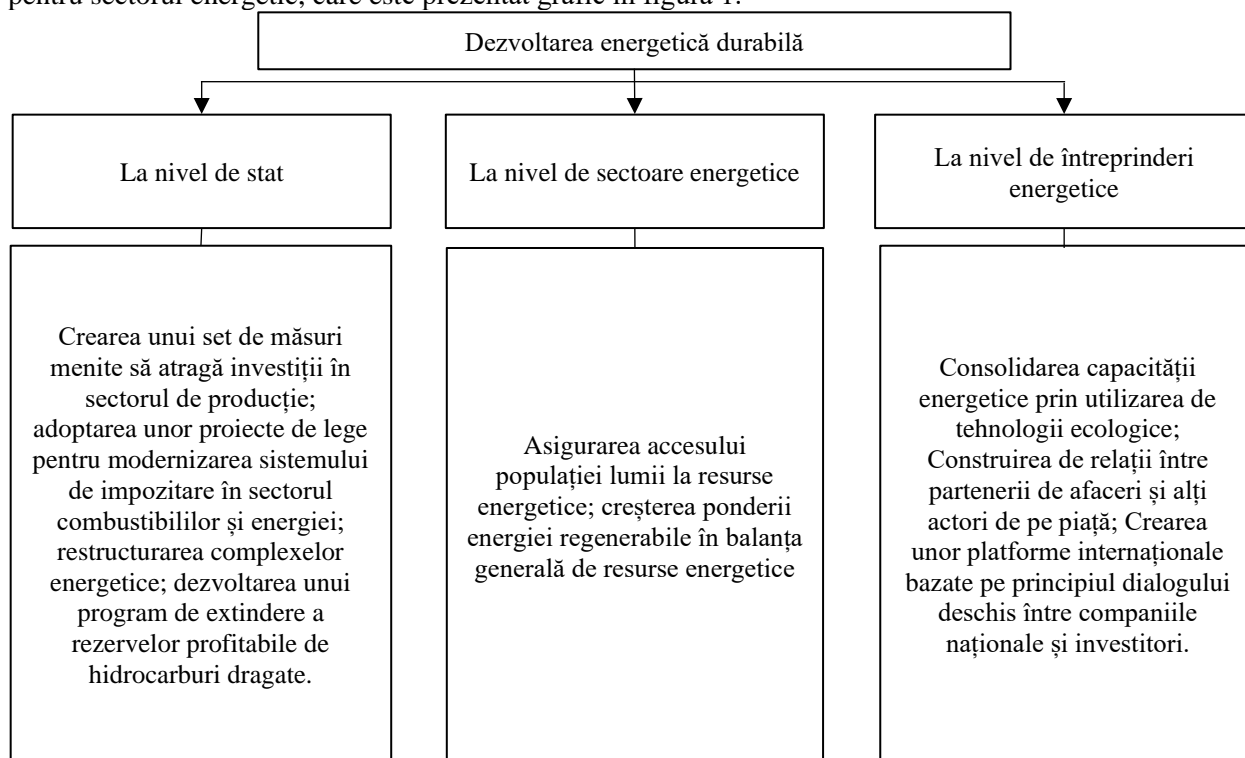 pentru sectorul energetic, care este prezentat grafic în figura 1.
Dezvoltarea energetică durabilă
La nivel de stat
La nivel de sectoare energetice
La nivel de întreprinderi
energetice
Crearea unui set de măsuri
menite să atragă investiții în
sectorul de producție;
adoptarea unor proiecte de lege
pentru modernizarea sistemului
de impozitare în sectorul
combustibililor și energiei;
restructurarea complexelor
energetice; dezvoltarea unui
program de extindere a
rezervelor profitabile de
hidrocarburi dragate.
Asigurarea accesului
populației lumii la resurse
energetice; creșterea ponderii
energiei regenerabile în balanța
generală de resurse energetice
Consolidarea capacității
energetice prin utilizarea de
tehnologii ecologice;
Construirea de relații între
partenerii de afaceri și alți
actori de pe piață; Crearea
unor platforme internaționale
bazate pe principiul dialogului
deschis între companiile
naționale și investitori.